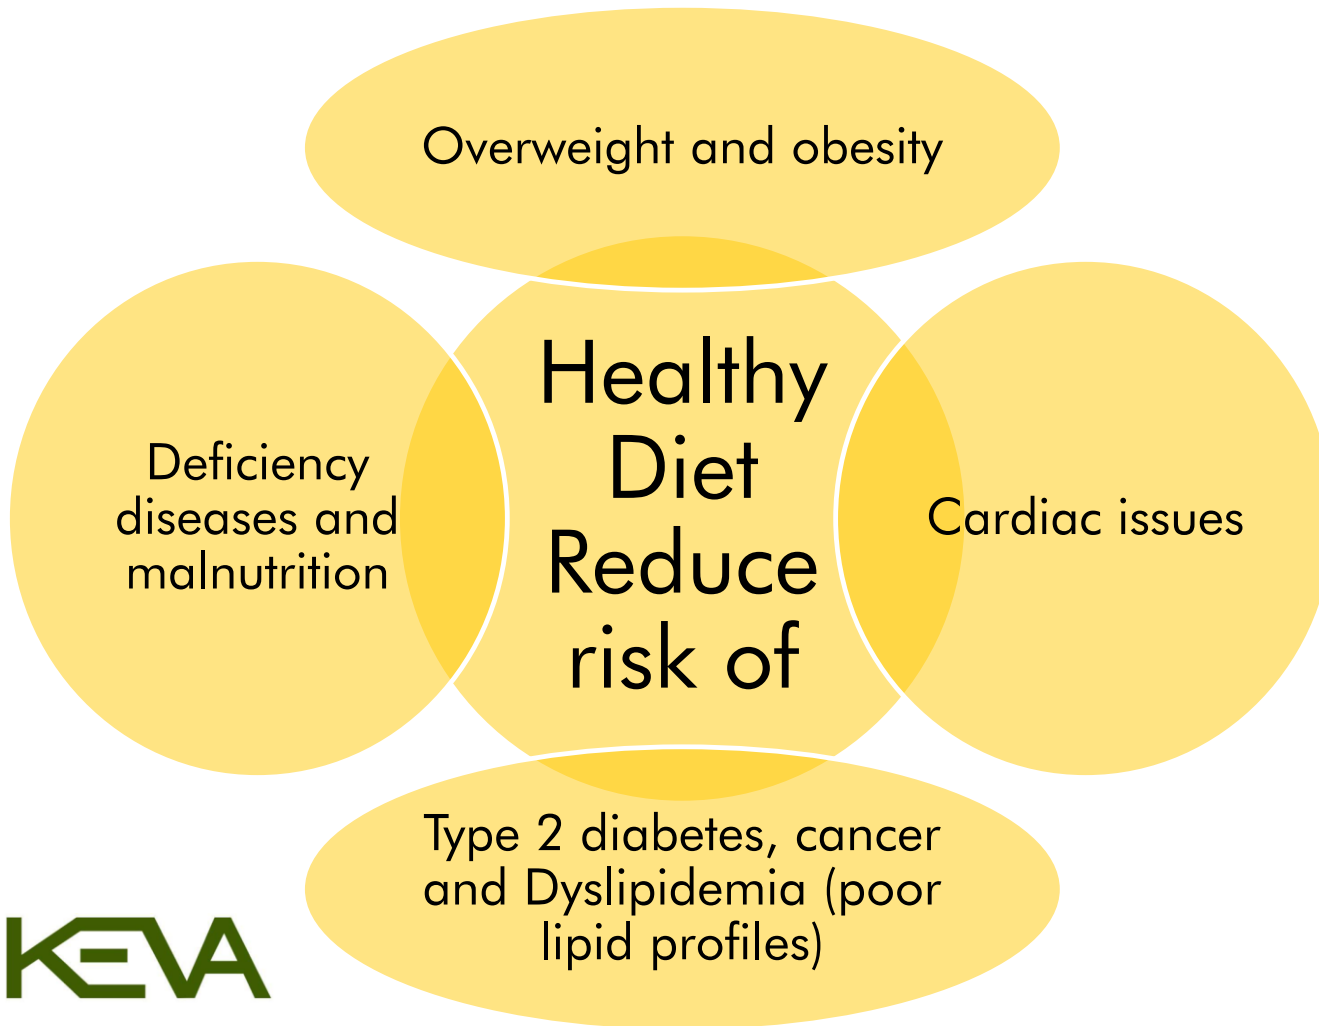 Overweight and obesity
Healthy
Diet
Reduce
risk of
Deficiency
diseases and
malnutrition
Cardiac issues
Type 2 diabetes, cancer
and Dyslipidemia (poor
lipid profiles)
KEVA